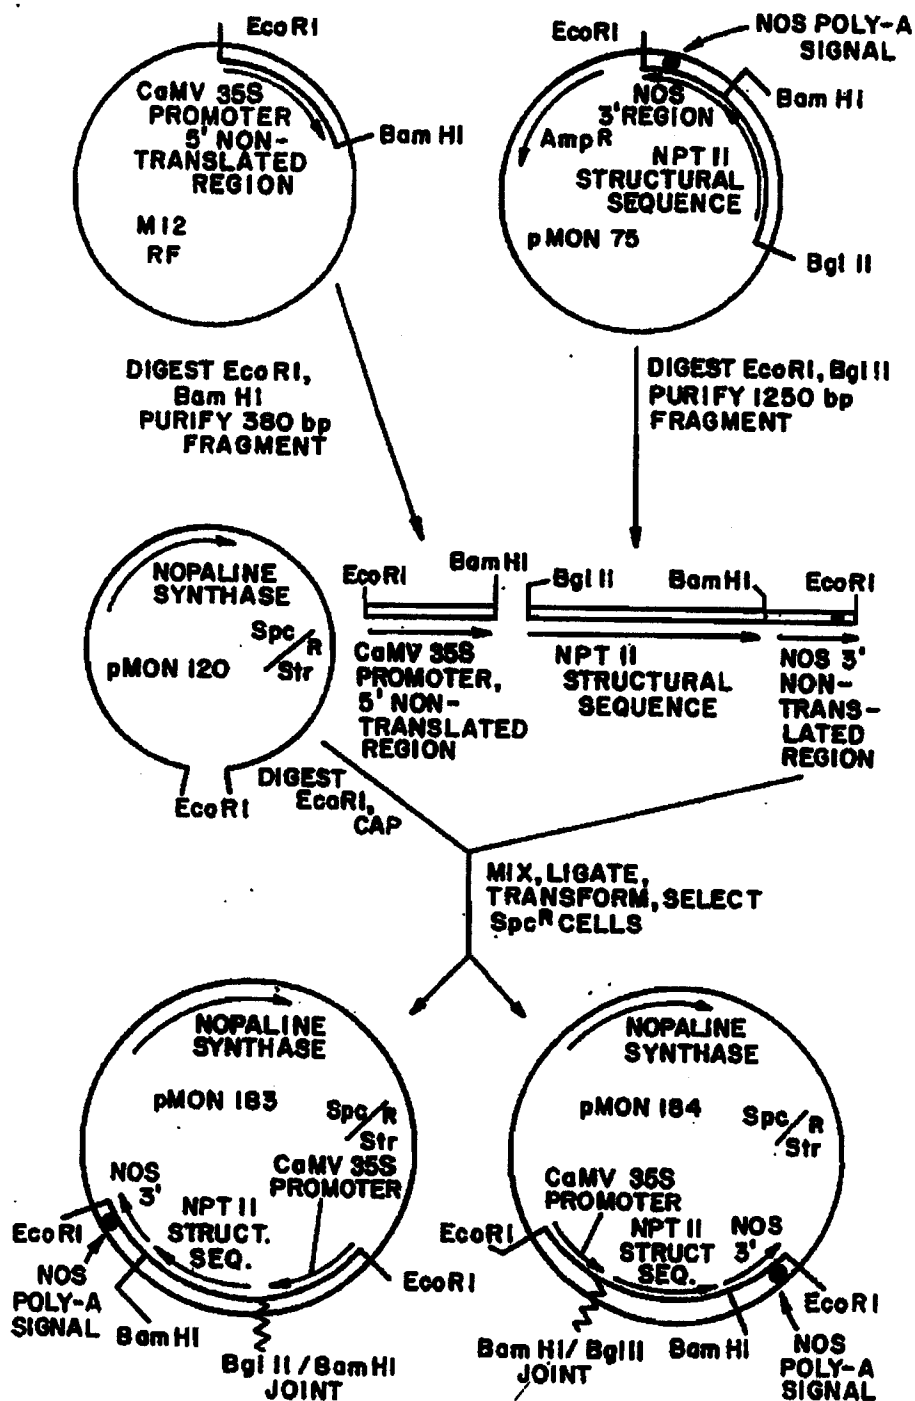 EcoRI
CaMV 35S
PROMOTER
5' NON-
TRANSLATED
REGION
Bam HI
M12
RF
EcoRI
NOS POLY-A
SIGNAL
NOS
3' REGION
Bam HI
AmpR
NPT II
STRUCTURAL
SEQUENCE
pMON 75
Bgl II
DIGEST EcoRI,
Bam HI
PURIFY 380 bp
FRAGMENT
DIGEST EcoRI, Bgl II
PURIFY 1250 bp
FRAGMENT
NOPALINE
SYNTHASE
Spc/Str R
pMON 120
EcoRI
EcoRI
Bam HI
CaMV 35S
PROMOTER,
5' NON-
TRANSLATED
REGION
Bgl II
BamHI
EcoRI
NPT II
STRUCTURAL
SEQUENCE
NOS 3'
NON-
TRANS-
LATED
REGION
DIGEST
EcoRI,
CAP
MIX, LIGATE,
TRANSFORM, SELECT
SpcR CELLS
NOPALINE
SYNTHASE
pMON 183
Spc/Str R
CaMV 35S
PROMOTER
NOS
3'
NPT II
STRUCT.
SEQ.
EcoRI
NOS
POLY-A
SIGNAL
Bam HI
EcoRI
Bgl II / Bam HI
JOINT
NOPALINE
SYNTHASE
pMON 184
Spc/Str R
CaMV 35S
PROMOTER
EcoRI
NPT II
STRUCT
SEQ.
NOS
3'
EcoRI
Bam HI / Bgl II
JOINT
Bam HI
NOS
POLY-A
SIGNAL